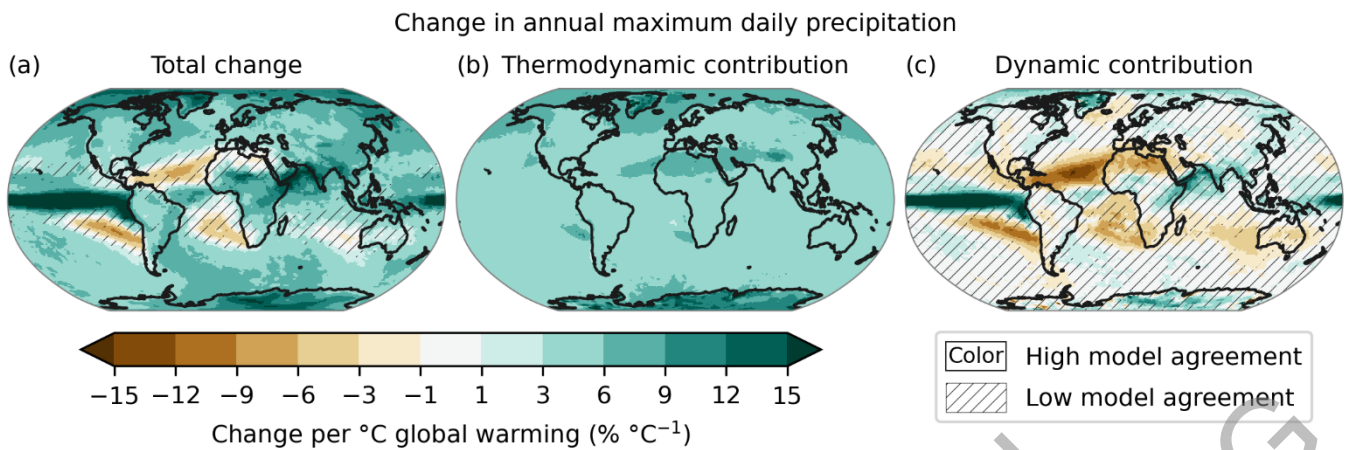 Change in annual maximum daily precipitation
(a) Total change
(b) Thermodynamic contribution
(c) Dynamic contribution
−15 −12 −9 −6 −3 −1 1 3 6 9 12 15
Change per °C global warming (% °C⁻¹)
Color High model agreement
Low model agreement